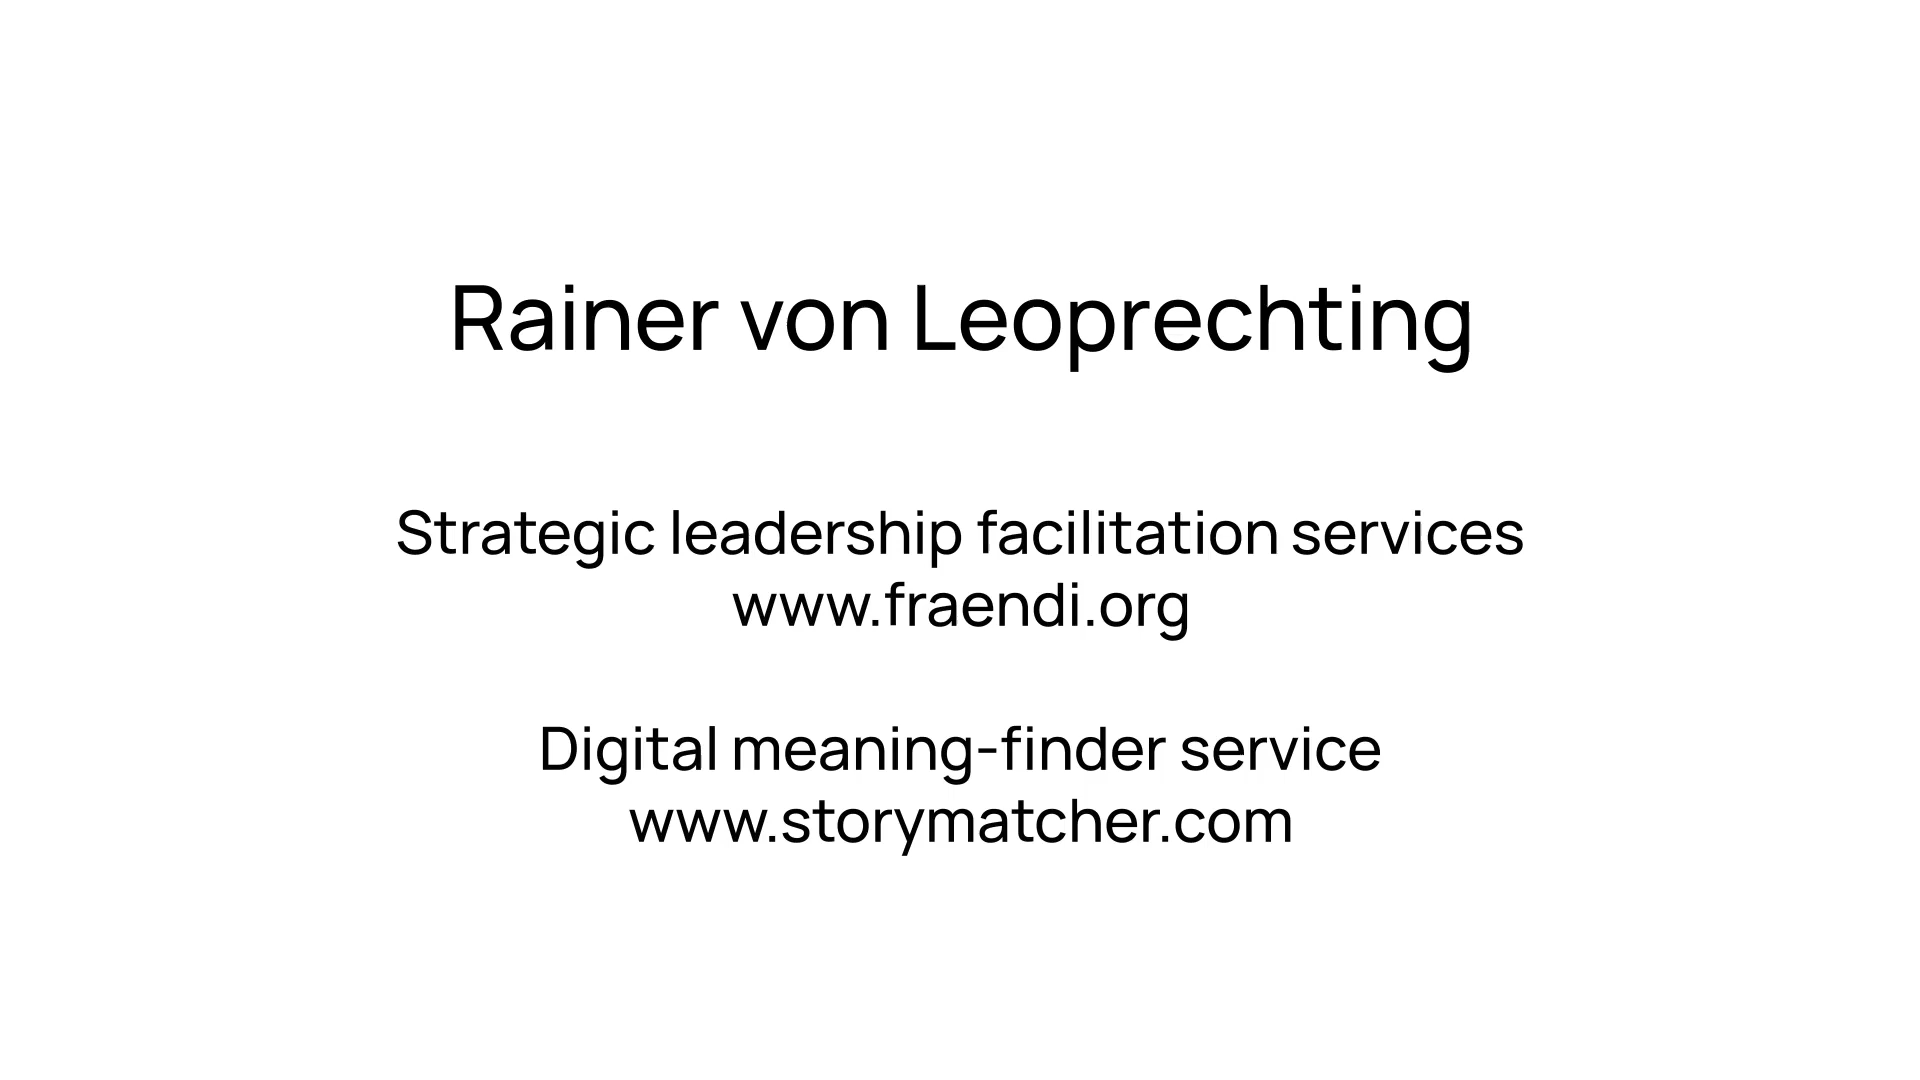 Rainer von Leoprechting
Strategic leadership facilitation services
www.fraendi.org
Digital meaning-finder service
www.storymatcher.com